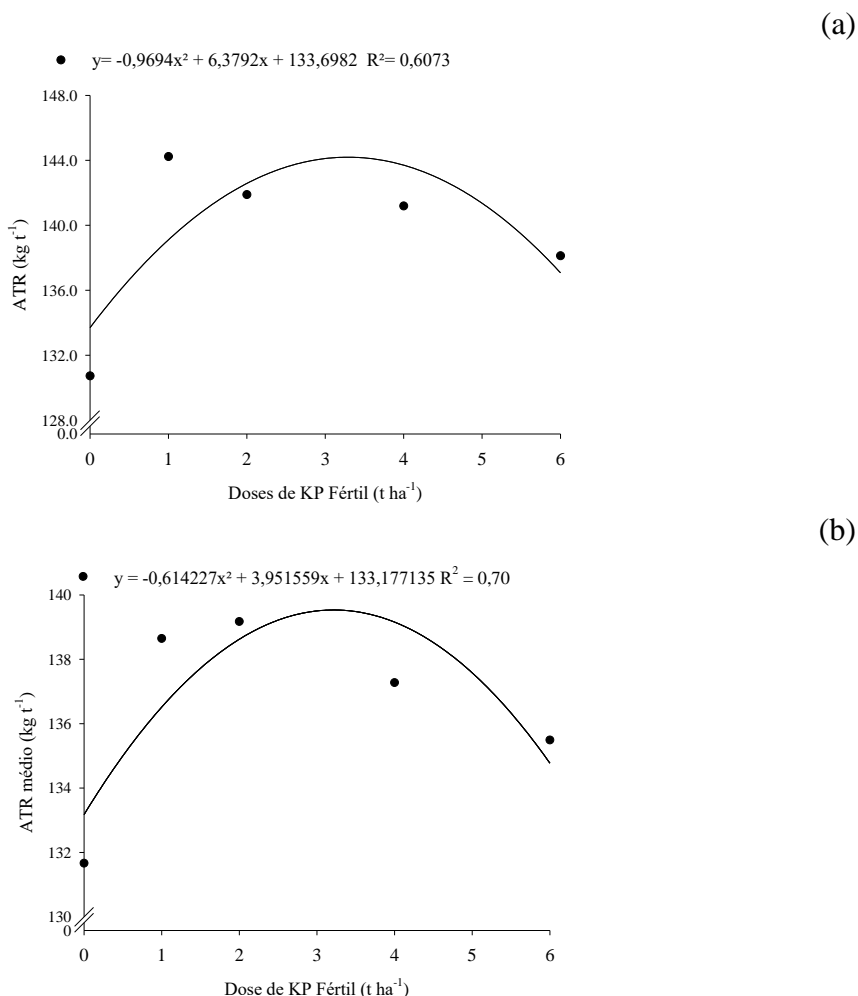 (a)
y= -0,9694x² + 6,3792x + 133,6982 R²= 0,6073
148.0
144.0
140.0
136.0
132.0
128.0
0.0
ATR (kg t⁻¹)
0 1 2 3 4 5 6
Doses de KP Fértil (t ha⁻¹)
(b)
y = -0,614227x² + 3,951559x + 133,177135 R² = 0,70
140
138
136
134
132
130
0
ATR médio (kg t⁻¹)
0 1 2 3 4 5 6
Dose de KP Fértil (t ha⁻¹)